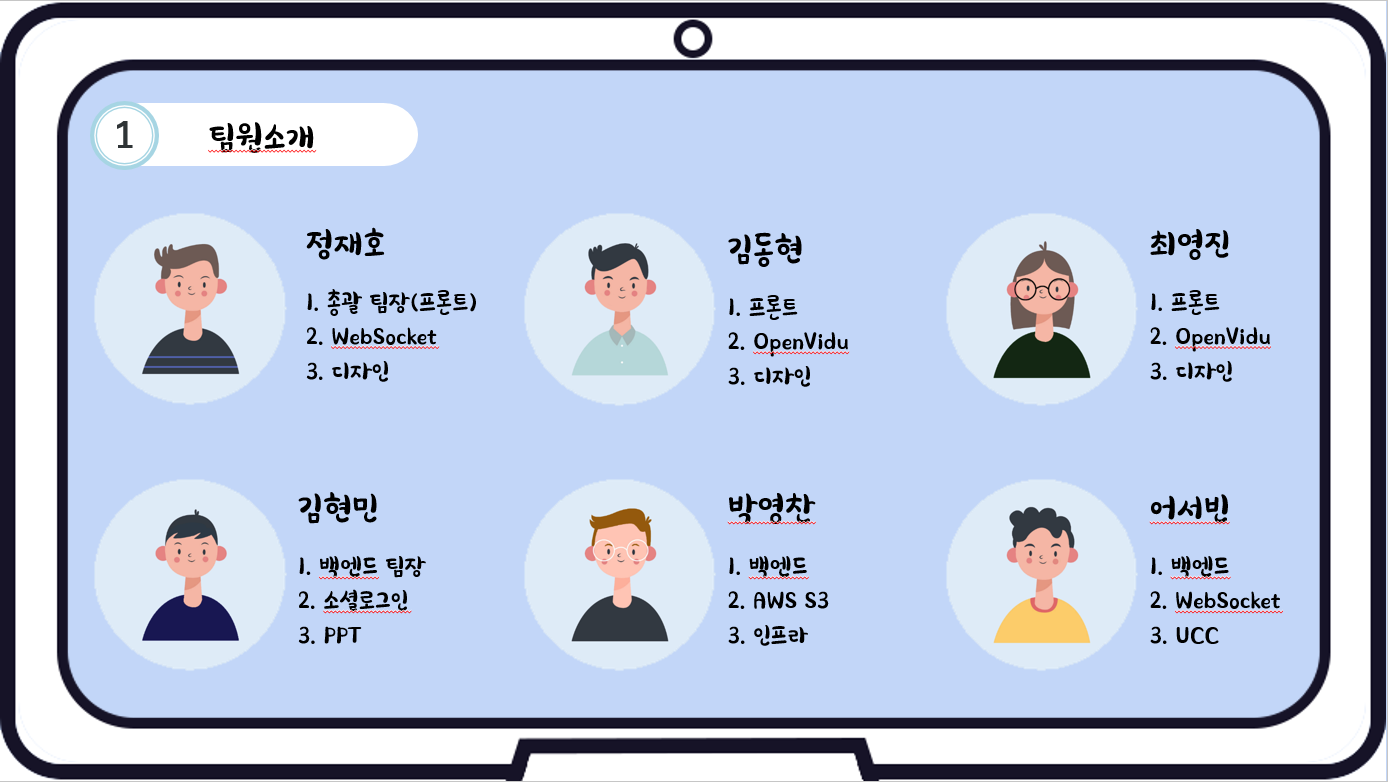 1
팀원소개
정재호
1. 총괄 팀장(프론트)
2. WebSocket
3. 디자인
김동현
1. 프론트
2. OpenVidu
3. 디자인
최영진
1. 프론트
2. OpenVidu
3. 디자인
김현민
1. 백엔드 팀장
2. 소셜로그인
3. PPT
박영찬
1. 백엔드
2. AWS S3
3. 인프라
어서빈
1. 백엔드
2. WebSocket
3. UCC